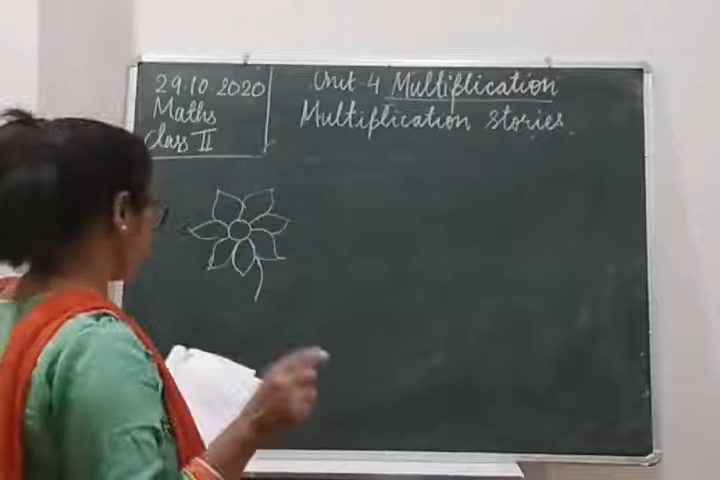 29.10.2020
Maths
Class II
Unit 4 Multiplication
Multiplication stories.